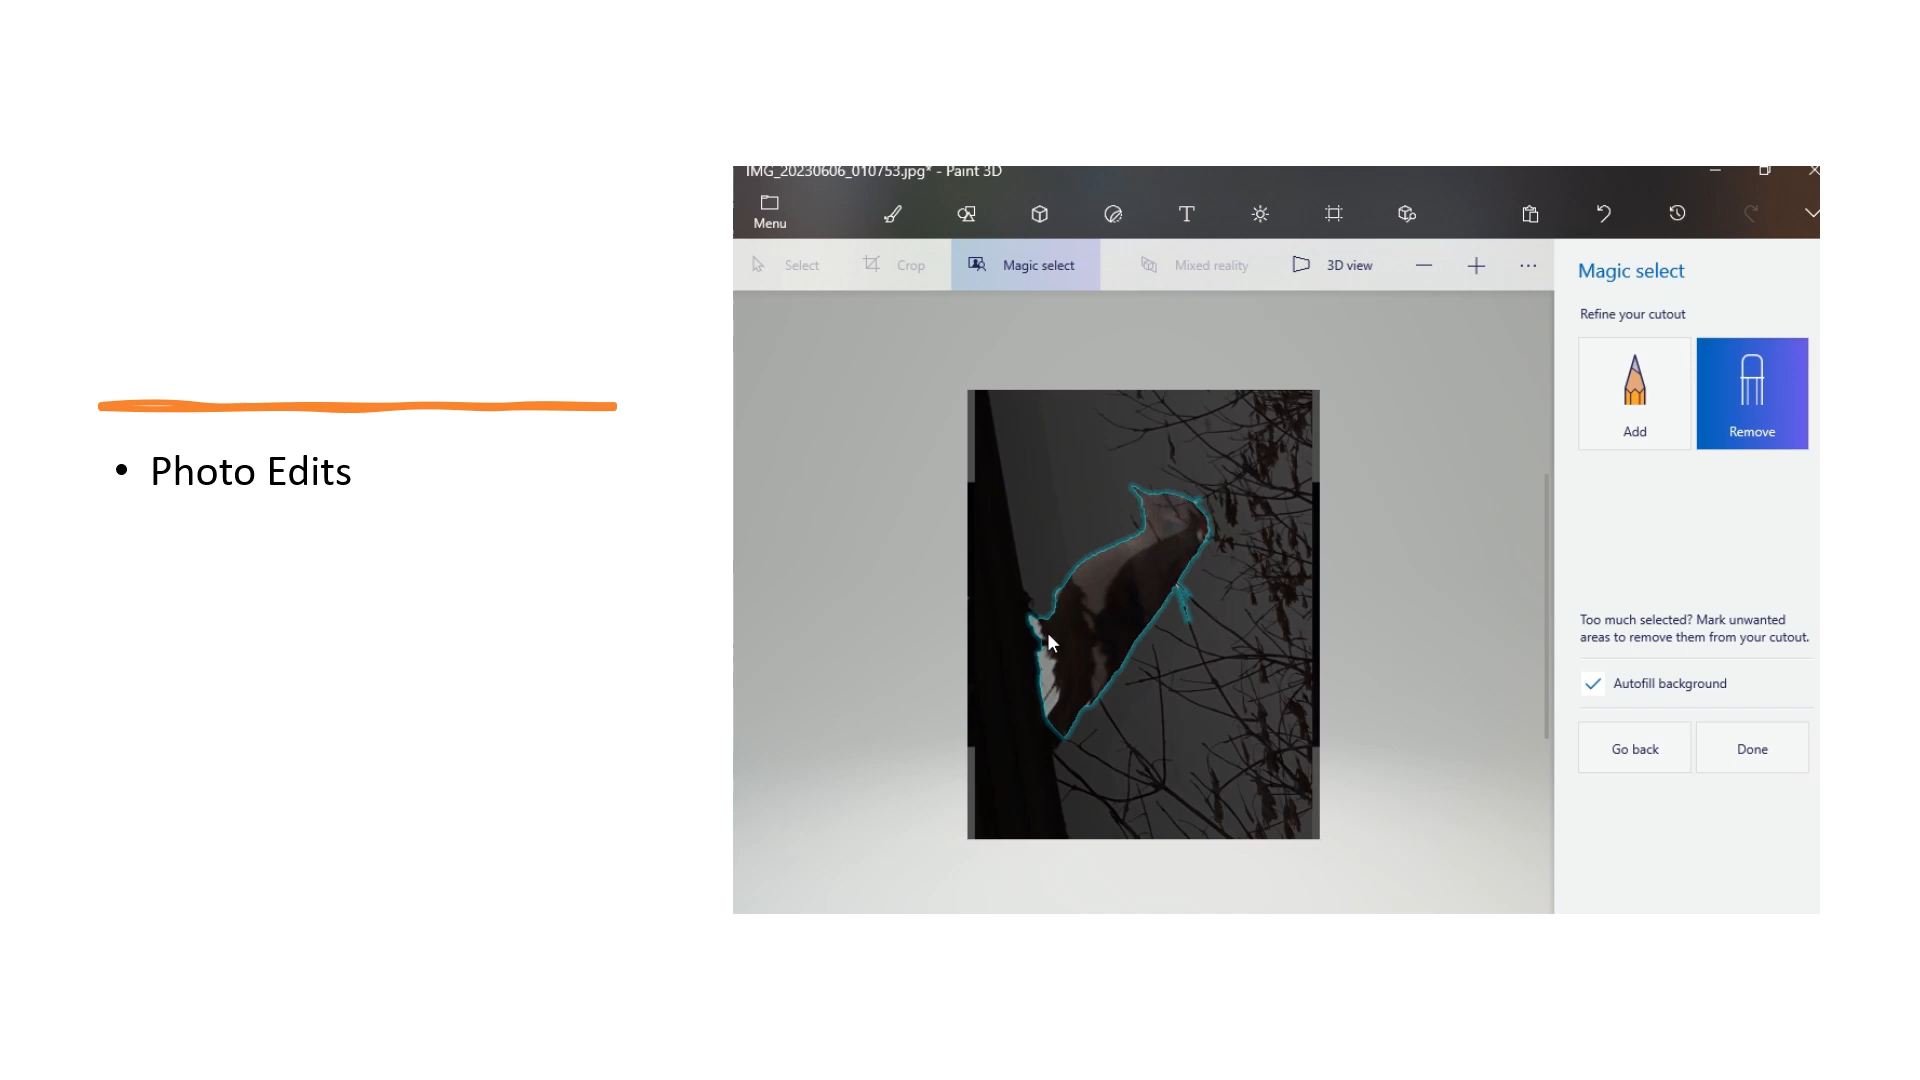 • Photo Edits
IMG_20230606_010753.jpg* - Paint 3D
Menu
Select
Crop
Magic select
Mixed reality
3D view
Magic select
Refine your cutout
Add
Remove
Too much selected? Mark unwanted
areas to remove them from your cutout.
Autofill background
Go back
Done